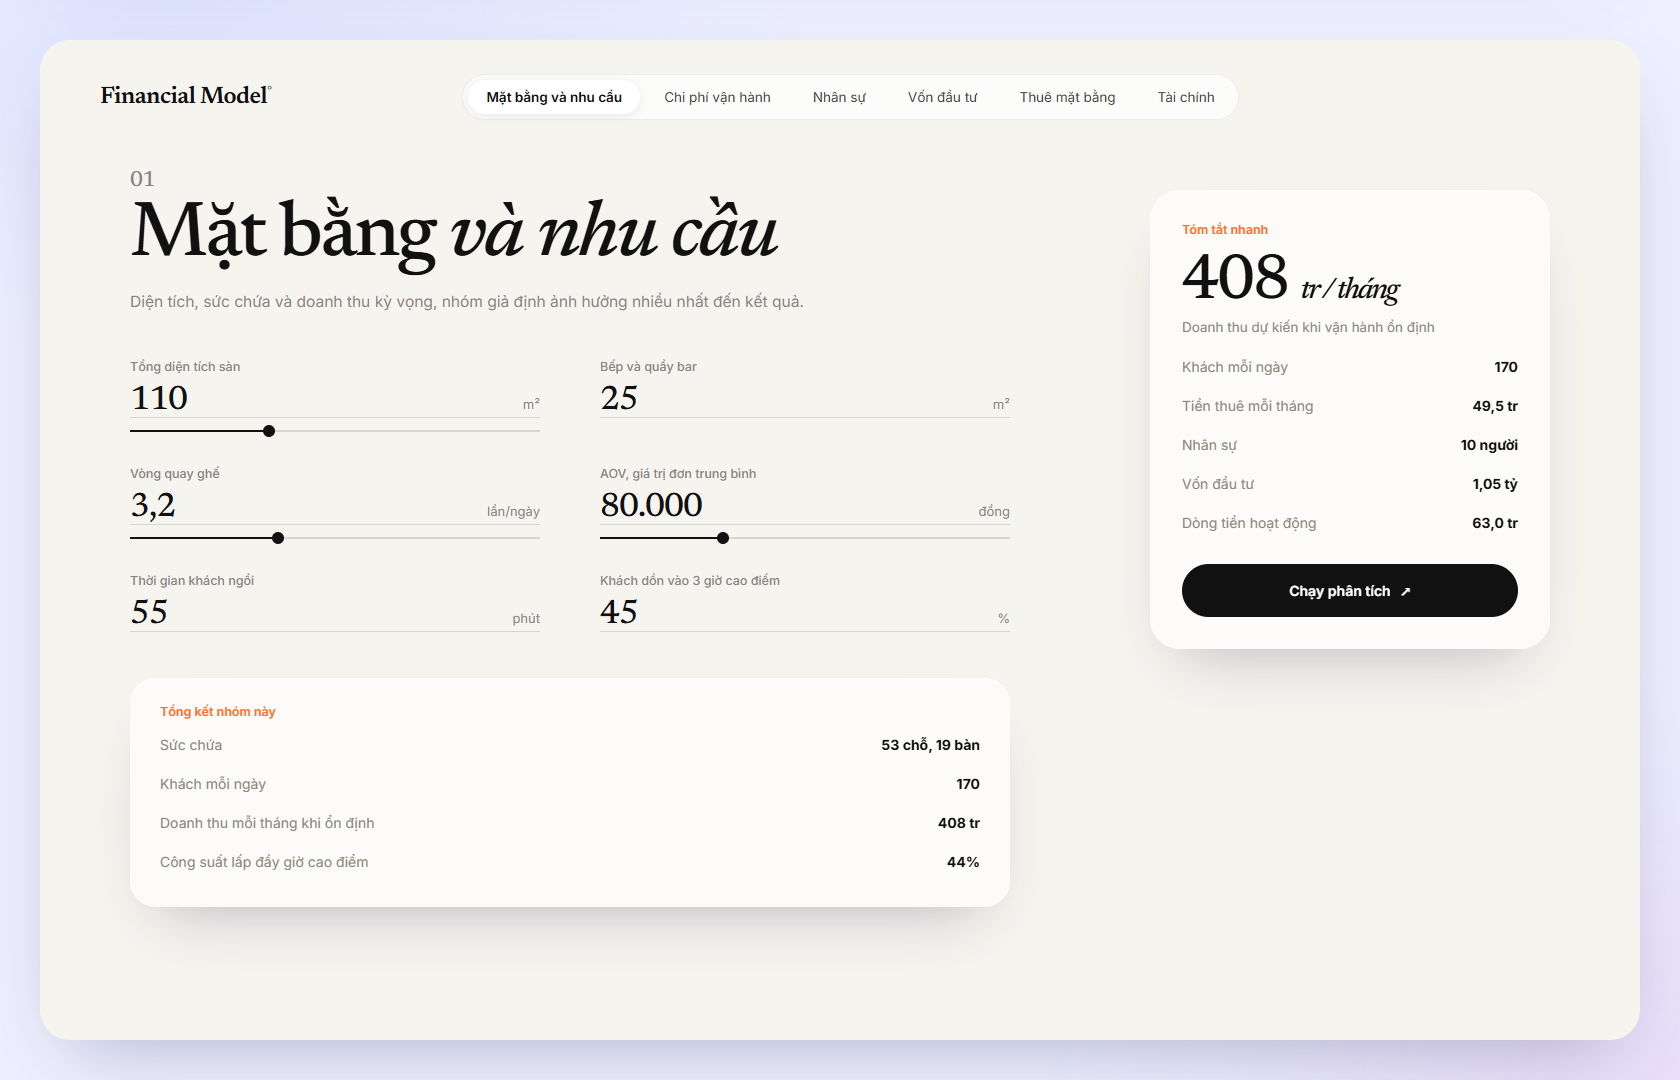 Financial Model°
Mặt bằng và nhu cầu
Chi phí vận hành
Nhân sự
Vốn đầu tư
Thuê mặt bằng
Tài chính
01
Mặt bằng và nhu cầu
Diện tích, sức chứa và doanh thu kỳ vọng, nhóm giả định ảnh hưởng nhiều nhất đến kết quả.
Tổng diện tích sàn
110 m²
Bếp và quầy bar
25 m²
Vòng quay ghế
3,2 lần/ngày
AOV, giá trị đơn trung bình
80.000 đồng
Thời gian khách ngồi
55 phút
Khách dồn vào 3 giờ cao điểm
45 %
Tổng kết nhóm này
Sức chứa 53 chỗ, 19 bàn
Khách mỗi ngày 170
Doanh thu mỗi tháng khi ổn định 408 tr
Công suất lấp đầy giờ cao điểm 44%
Tóm tắt nhanh
408 tr/tháng
Doanh thu dự kiến khi vận hành ổn định
Khách mỗi ngày 170
Tiền thuê mỗi tháng 49,5 tr
Nhân sự 10 người
Vốn đầu tư 1,05 tỷ
Dòng tiền hoạt động 63,0 tr
Chạy phân tích ↗